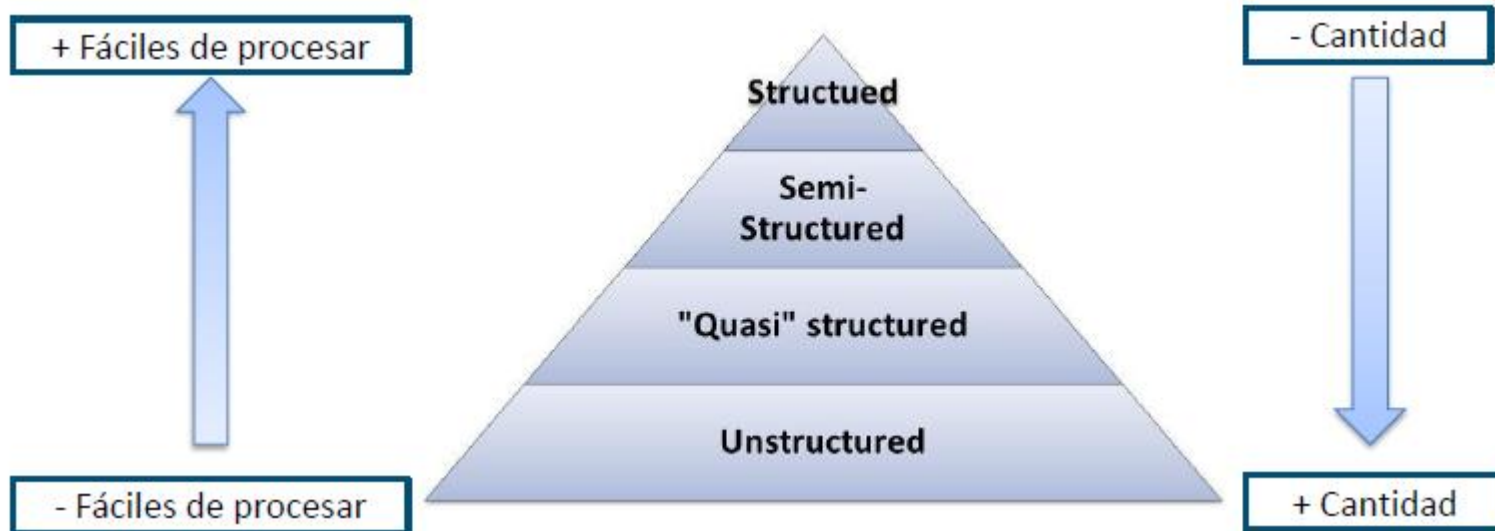 + Fáciles de procesar
- Cantidad
Structued
Semi-
Structured
"Quasi" structured
Unstructured
- Fáciles de procesar
+ Cantidad